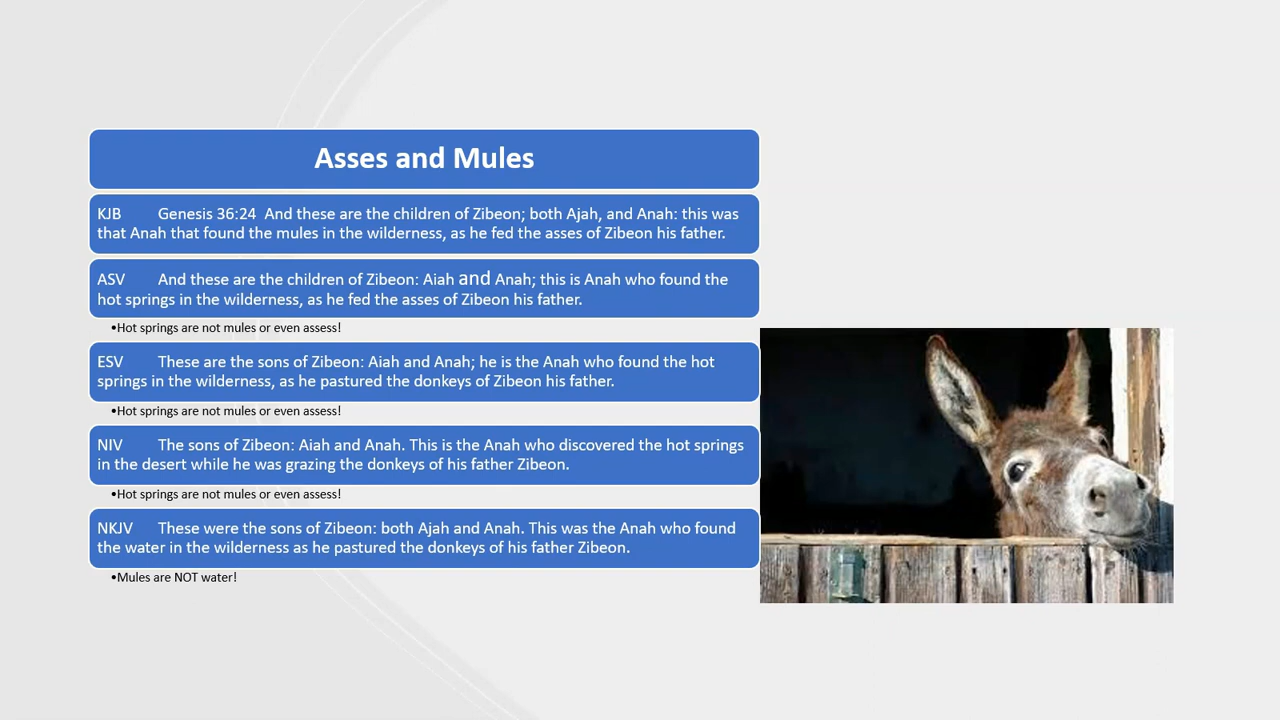 Asses and Mules
KJB Genesis 36:24 And these are the children of Zibeon; both Ajah, and Anah: this was
that Anah that found the mules in the wilderness, as he fed the asses of Zibeon his father.
ASV And these are the children of Zibeon: Aiah and Anah; this is Anah who found the
hot springs in the wilderness, as he fed the asses of Zibeon his father.
•Hot springs are not mules or even assess!
ESV These are the sons of Zibeon: Aiah and Anah; he is the Anah who found the hot
springs in the wilderness, as he pastured the donkeys of Zibeon his father.
•Hot springs are not mules or even assess!
NIV The sons of Zibeon: Aiah and Anah. This is the Anah who discovered the hot springs
in the desert while he was grazing the donkeys of his father Zibeon.
•Hot springs are not mules or even assess!
NKJV These were the sons of Zibeon: both Ajah and Anah. This was the Anah who found
the water in the wilderness as he pastured the donkeys of his father Zibeon.
•Mules are NOT water!